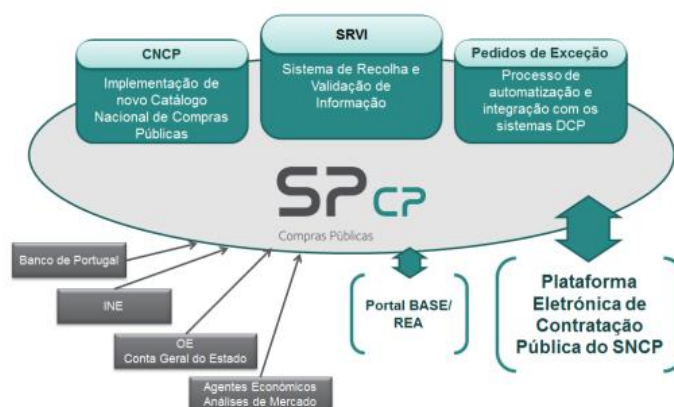 CNCP
Implementação de
novo Catálogo
Nacional de Compras
Públicas
SRVI
Sistema de Recolha e
Validação de
Informação
Pedidos de Exceção
Processo de
automatização e
integração com os
sistemas DCP
SP CP
Compras Públicas
Banco de Portugal
INE
OE
Conta Geral do Estado
Agentes Económicos
Análises de Mercado
Portal BASE/
REA
Plataforma
Eletrónica de
Contratação
Pública do SNCP